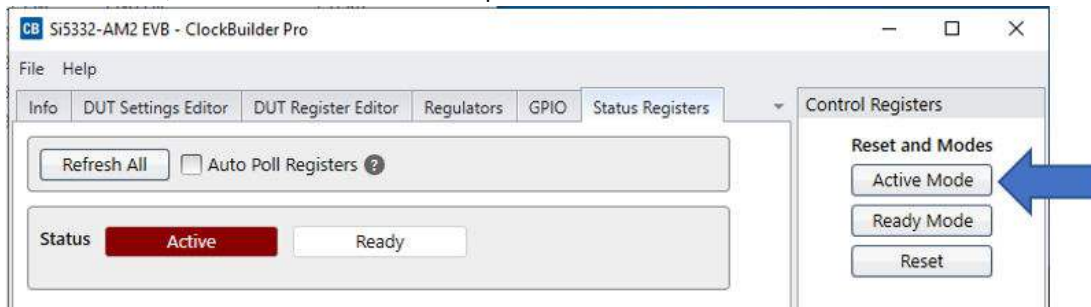 CB Si5332-AM2 EVB - ClockBuilder Pro
File Help
Info DUT Settings Editor DUT Register Editor Regulators GPIO Status Registers
Control Registers
Refresh All Auto Poll Registers ?
Reset and Modes
Active Mode
Ready Mode
Reset
Status Active Ready